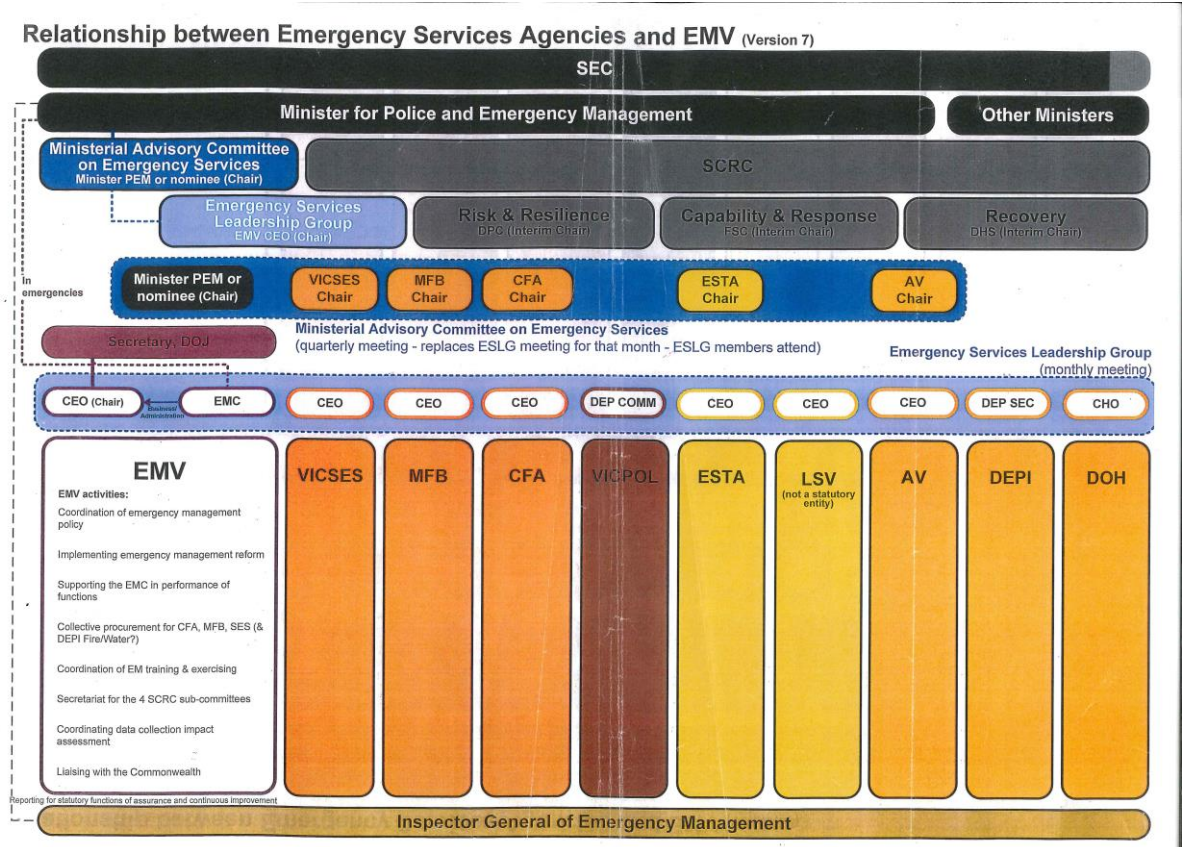 Relationship between Emergency Services Agencies and EMV (Version 7)
SEC
Minister for Police and Emergency Management
Other Ministers
Ministerial Advisory Committee
on Emergency Services
Minister PEM or nominee (Chair)
SCRC
Emergency Services
Leadership Group
EMV CEO (Chair)
Risk & Resilience
DPC (Interim Chair)
Capability & Response
FSC (Interim Chair)
Recovery
DHS (Interim Chair)
In
emergencies
Minister PEM or
nominee (Chair)
VICSES
Chair
MFB
Chair
CFA
Chair
ESTA
Chair
AV
Chair
Ministerial Advisory Committee on Emergency Services
(quarterly meeting - replaces ESLG meeting for that month - ESLG members attend)
Secretary, DOJ
Emergency Services Leadership Group
(monthly meeting)
CEO (Chair)
Business/
Administration
EMC
CEO
CEO
CEO
DEP COMM
CEO
CEO
CEO
DEP SEC
CHO
EMV
EMV activities:
Coordination of emergency management
policy
Implementing emergency management reform
Supporting the EMC in performance of
functions
Collective procurement for CFA, MFB, SES (&
DEPI Fire/Water?)
Coordination of EM training & exercising
Secretariat for the 4 SCRC sub-committees
Coordinating data collection impact
assessment
Liaising with the Commonwealth
VICSES
MFB
CFA
VICPOL
ESTA
LSV
(not a statutory
entity)
AV
DEPI
DOH
Reporting for statutory functions of assurance and continuous improvement
Inspector General of Emergency Management